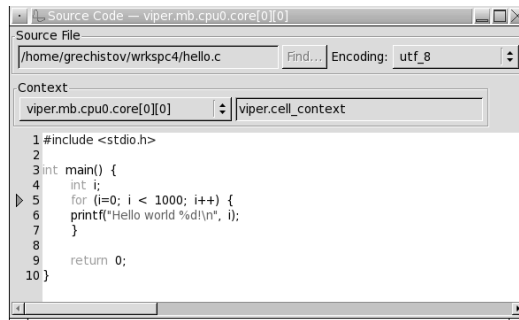 Source Code — viper.mb.cpu0.core[0][0]
Source File
/home/grechistov/wrkspc4/hello.c Find... Encoding: utf_8
Context
viper.mb.cpu0.core[0][0] viper.cell_context
1 #include <stdio.h>
2
3 int main() {
4 int i;
5 for (i=0; i < 1000; i++) {
6 printf("Hello world %d!\n", i);
7 }
8
9 return 0;
10 }